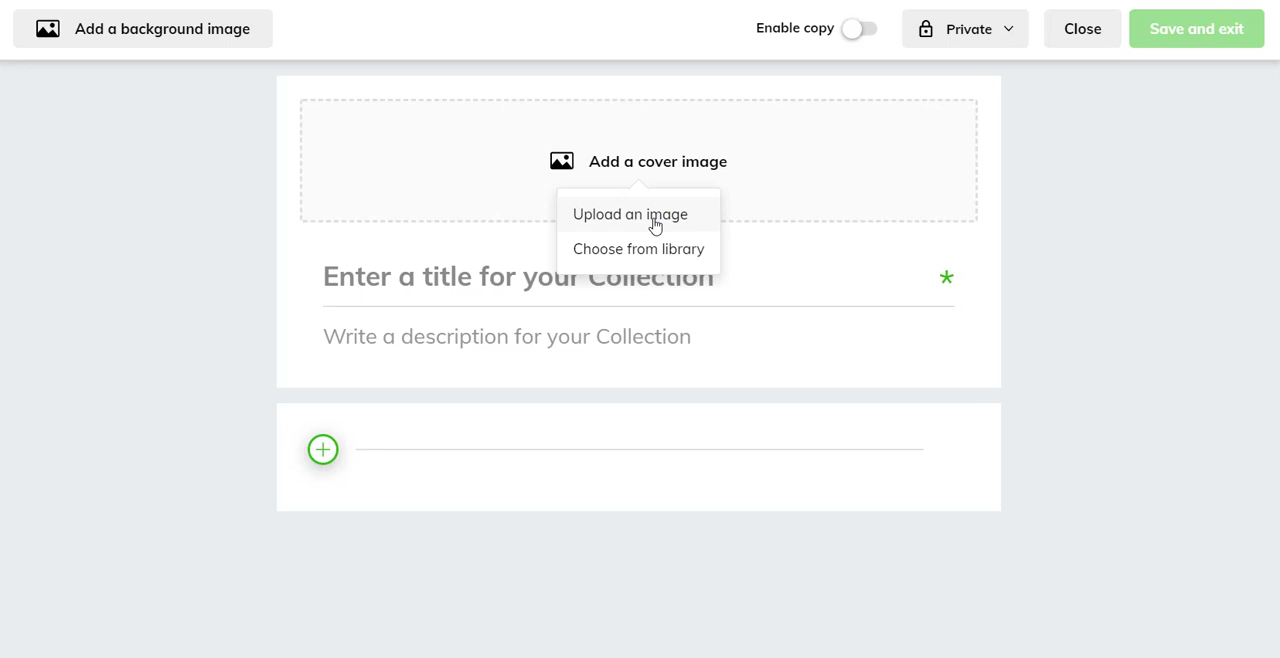 Add a background image
Enable copy
Private
Close
Save and exit
Add a cover image
Upload an image
Choose from library
Enter a title for your Collection *
Write a description for your Collection